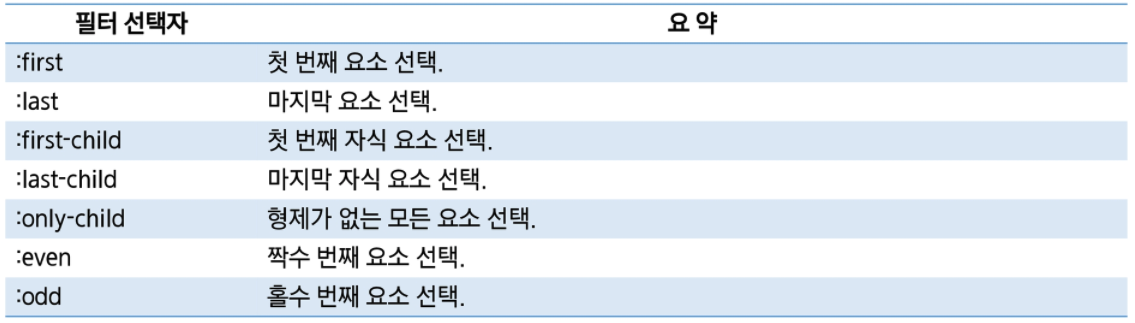 필터 선택자 요 약
:first 첫 번째 요소 선택.
:last 마지막 요소 선택.
:first-child 첫 번째 자식 요소 선택.
:last-child 마지막 자식 요소 선택.
:only-child 형제가 없는 모든 요소 선택.
:even 짝수 번째 요소 선택.
:odd 홀수 번째 요소 선택.